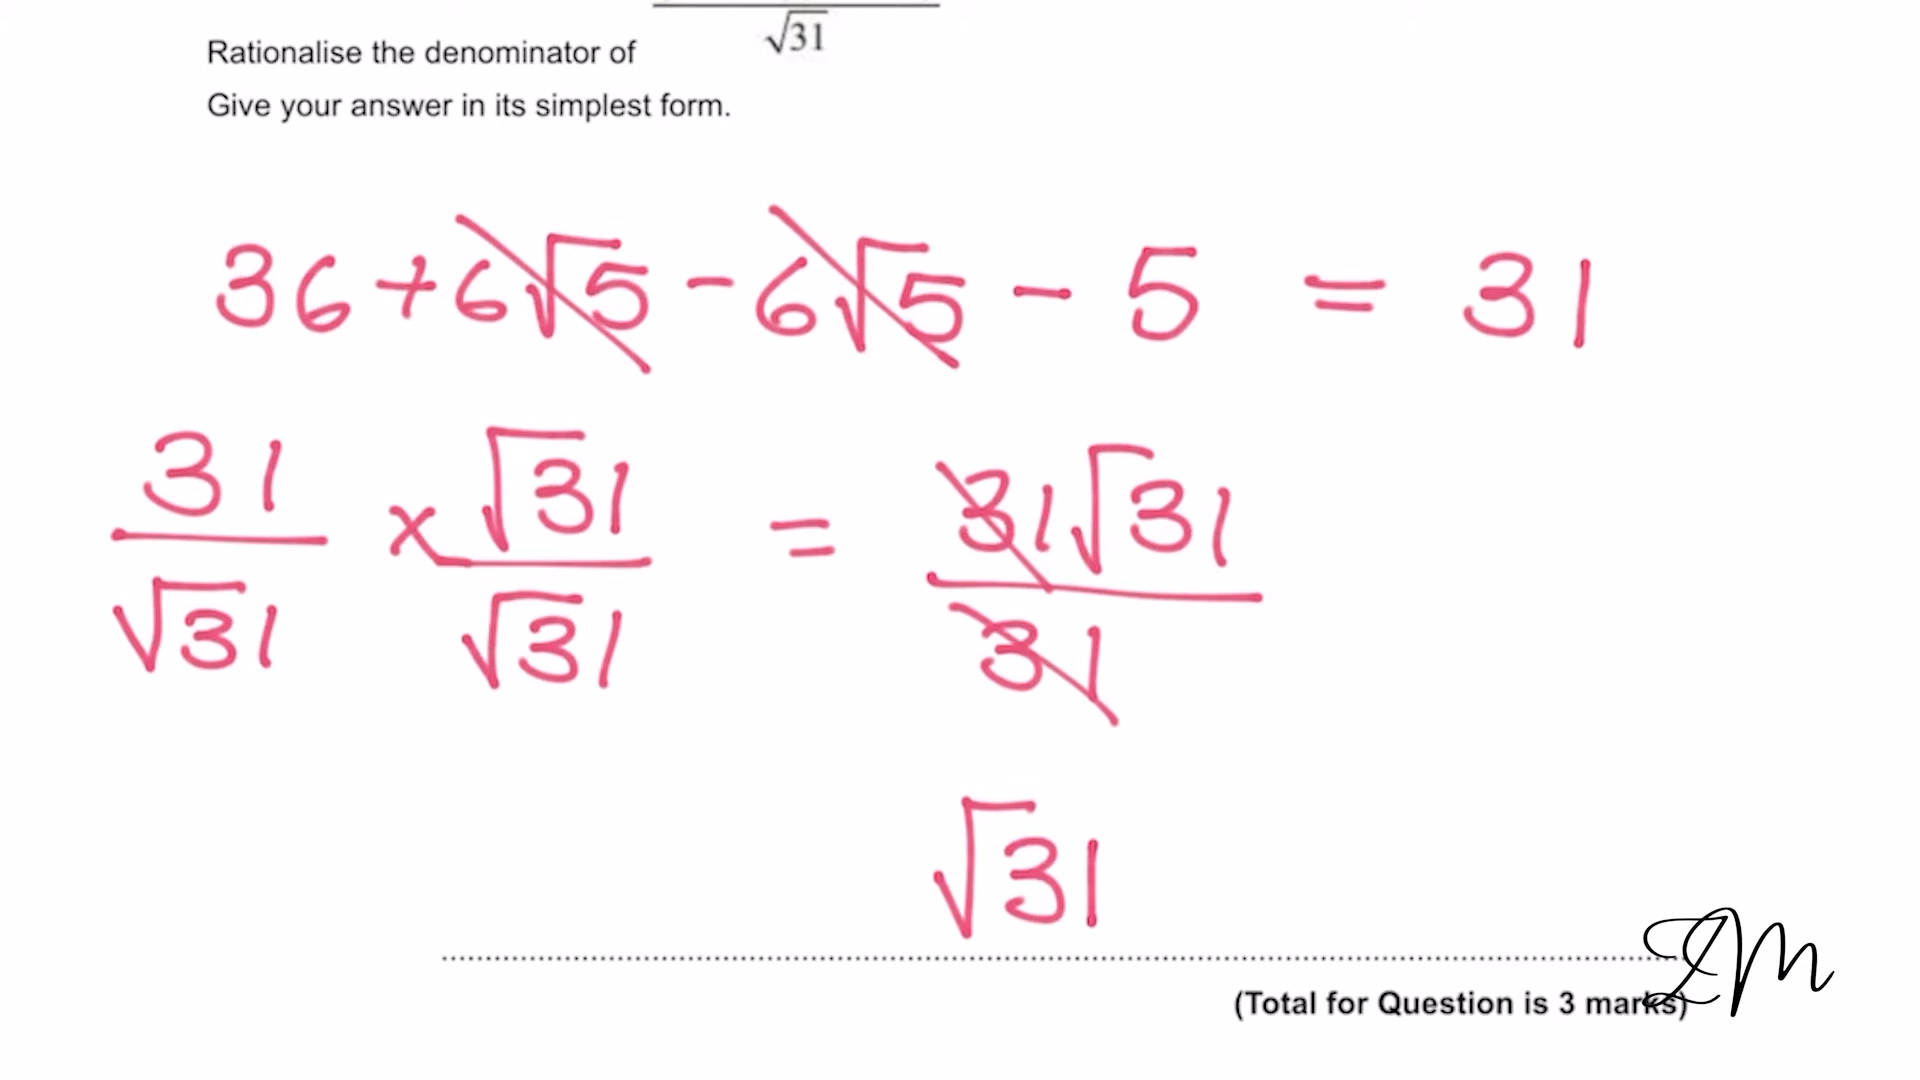 √31
Rationalise the denominator of
Give your answer in its simplest form.
36 + 6√5 - 6√5 - 5 = 31
31/√31 × √31/√31 = 31√31/31
√31
(Total for Question is 3 marks)
IM